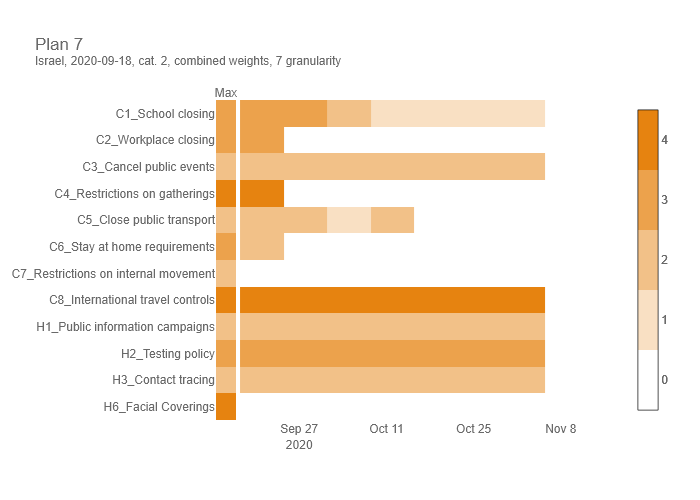 Plan 7
Israel, 2020-09-18, cat. 2, combined weights, 7 granularity
Max
C1_School closing
C2_Workplace closing
C3_Cancel public events
C4_Restrictions on gatherings
C5_Close public transport
C6_Stay at home requirements
C7_Restrictions on internal movement
C8_International travel controls
H1_Public information campaigns
H2_Testing policy
H3_Contact tracing
H6_Facial Coverings
Sep 27 Oct 11 Oct 25 Nov 8
2020
4
3
2
1
0